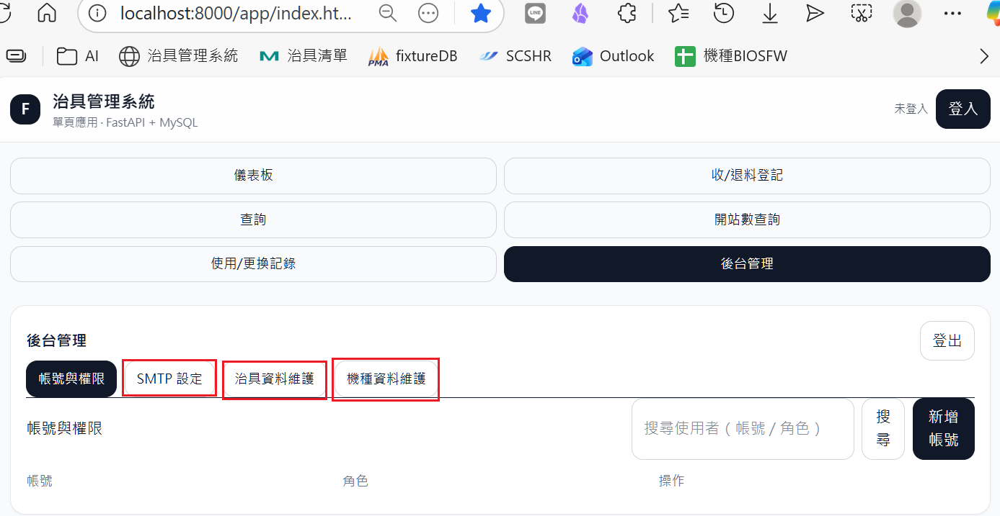 localhost:8000/app/index.ht...
AI
治具管理系統
治具清單
PMA
fixtureDB
SCSHR
Outlook
機種BIOSFW
LINE
F
治具管理系統
單頁應用 · FastAPI + MySQL
未登入
登入
儀表板
收/退料登記
查詢
開站數查詢
使用/更換記錄
後台管理
後台管理
登出
帳號與權限
SMTP 設定
治具資料維護
機種資料維護
帳號與權限
搜尋使用者（帳號 / 角色）
搜
尋
新增
帳號
帳號
角色
操作